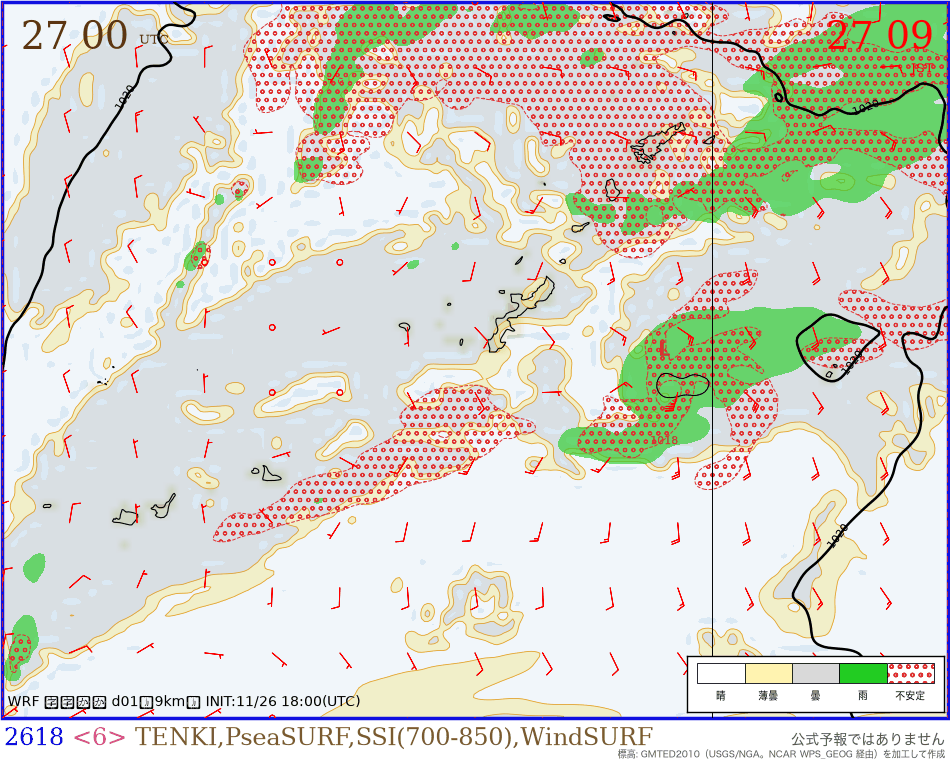 27 00 UTC
27 09
1020
1020
1020
L
1018
1020
晴 薄曇 曇 雨 不安定
WRF d01 9km INIT:11/26 18:00(UTC)
2618 <6> TENKI,PseaSURF,SSI(700-850),WindSURF
公式予報ではありません
標高: GMTED2010（USGS/NGA。NCAR WPS_GEOG 経由）を加工して作成